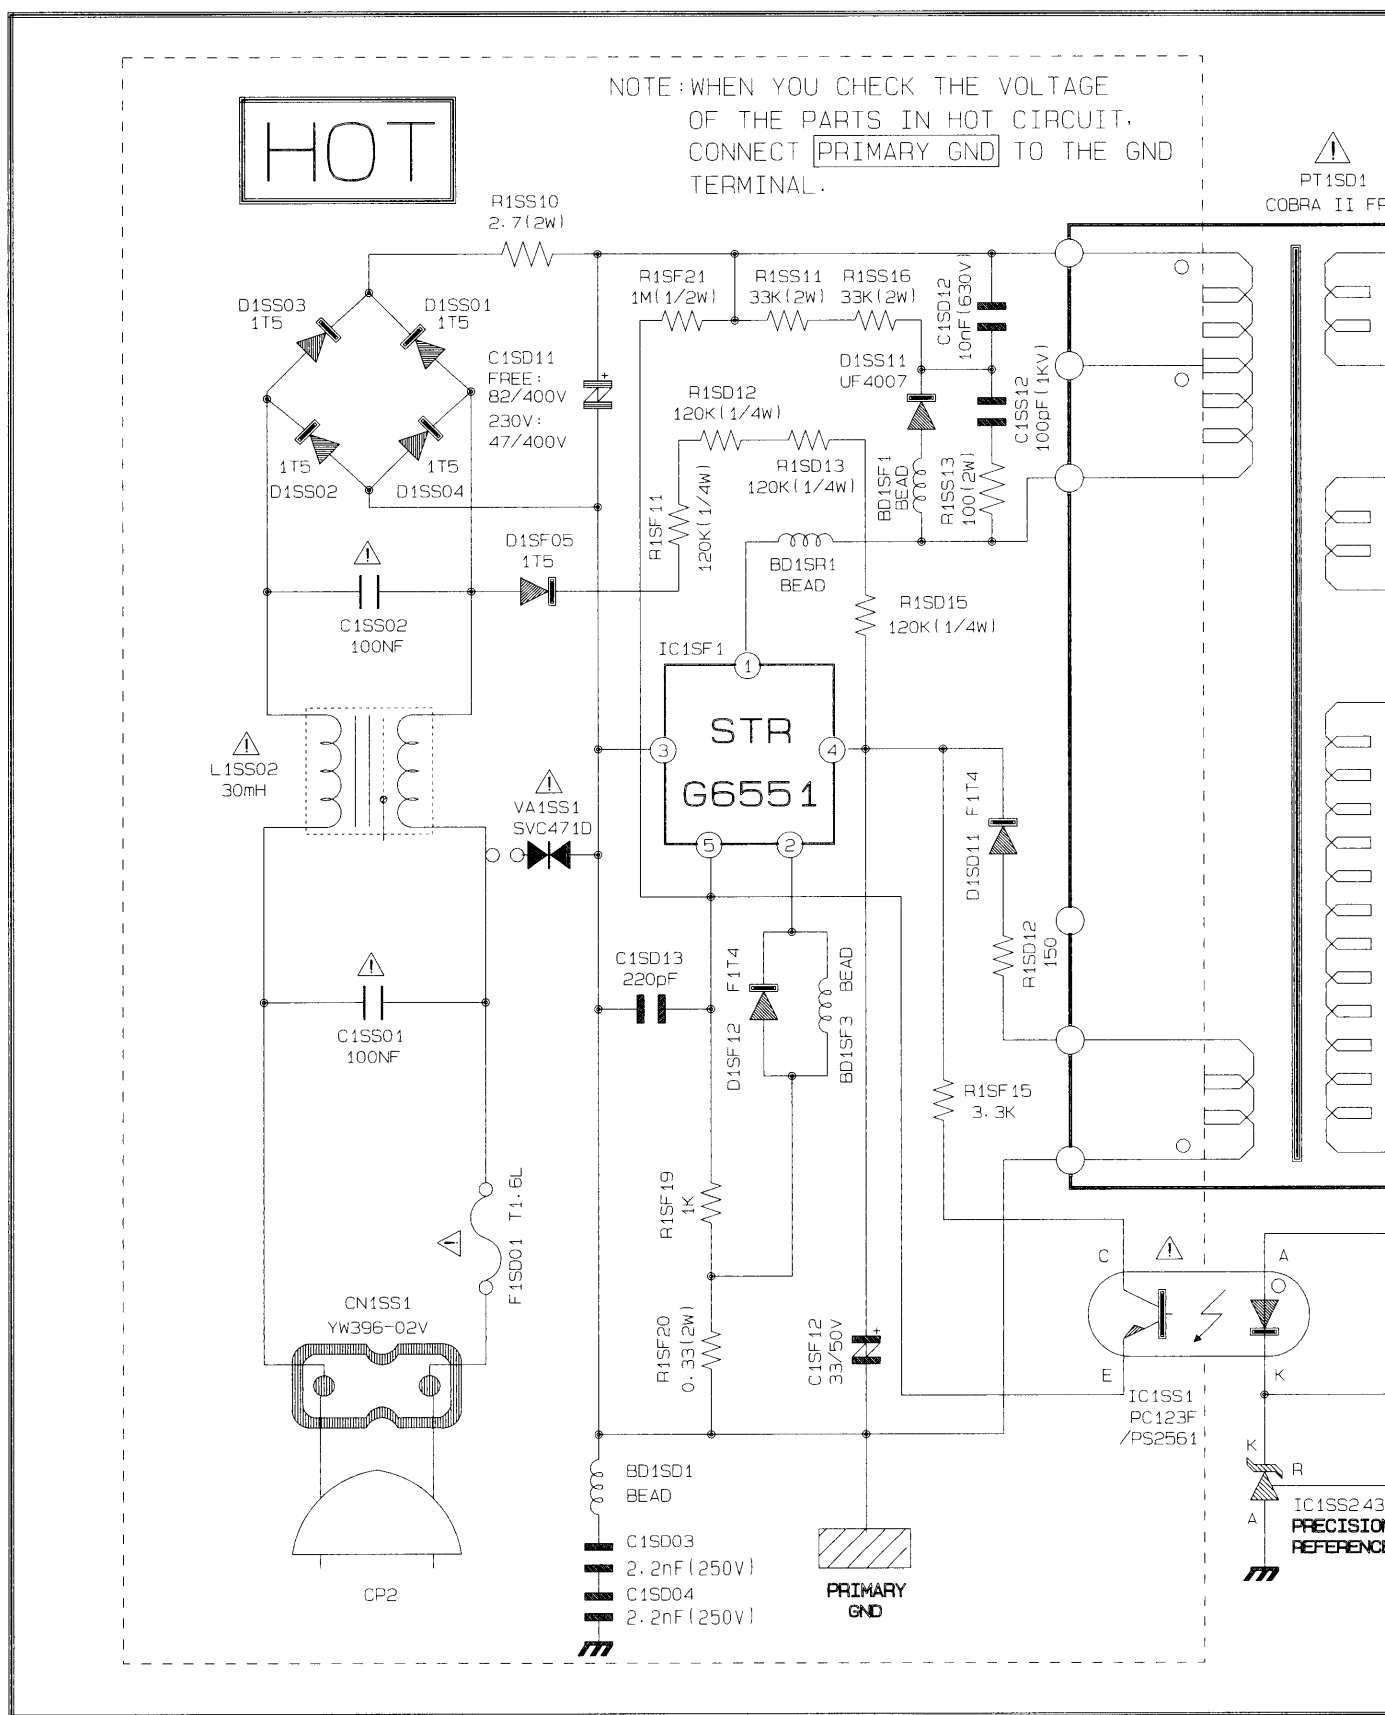 NOTE:WHEN YOU CHECK THE VOLTAGE
OF THE PARTS IN HOT CIRCUIT,
CONNECT PRIMARY GND TO THE GND
TERMINAL.
HOT
PT1SD1
COBRA II
R1SS10
2.7(2W)
R1SF21
1M(1/2W)
R1SS11
33K(2W)
R1SS16
33K(2W)
C1SD12
10nF(630V)
D1SS03
1T5
D1SS01
1T5
C1SD11
FREE:
82/400V
230V:
47/400V
D1SS11
UF4007
C1SS12
100pF(1KV)
R1SD12
120K(1/4W)
1T5
D1SS02
1T5
D1SS04
R1SD13
120K(1/4W)
BD1SF1
BEAD
R1SS13
100(2W)
R1SF11
120K(1/4W)
D1SF05
1T5
BD1SR1
BEAD
C1SS02
100NF
R1SD15
120K(1/4W)
IC1SF1
1
STR
G6551
3
4
5
2
L1SS02
30mH
VA1SS1
SVC471D
D1SD11 F1T4
C1SD13
220pF
D1SF12 F1T4
BD1SF3 BEAD
R1SD12
150
C1SS01
100NF
R1SF15
3.3K
R1SF19
1K
F1SD01 T1.6L
C
A
CN1SS1
YW396-02V
R1SF20
0.33(2W)
C1SF12
33/50V
E
K
IC1SS1
PC123F
/PS2561
K
R
A
IC1SS2 43
BD1SD1
BEAD
C1SD03
2.2nF(250V)
C1SD04
2.2nF(250V)
PRIMARY
GND
CP2
REFERENCE